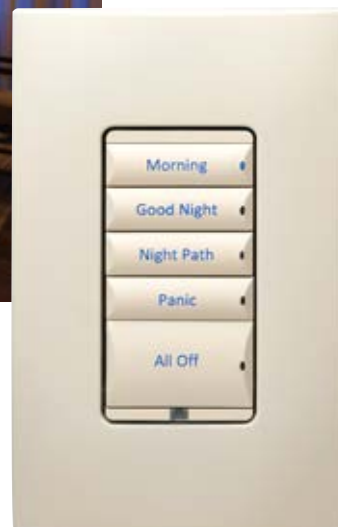 Morning
Good Night
Night Path
Panic
All Off